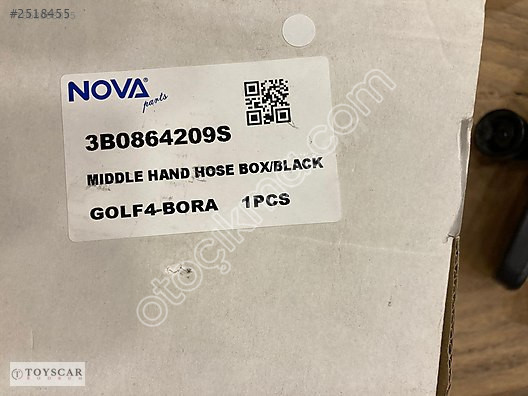 #2518455
NOVA®
parts
3B0864209S
MIDDLE HAND HOSE BOX/BLACK
GOLF4-BORA 1PCS
otoçıkma.com
TOYSCAR